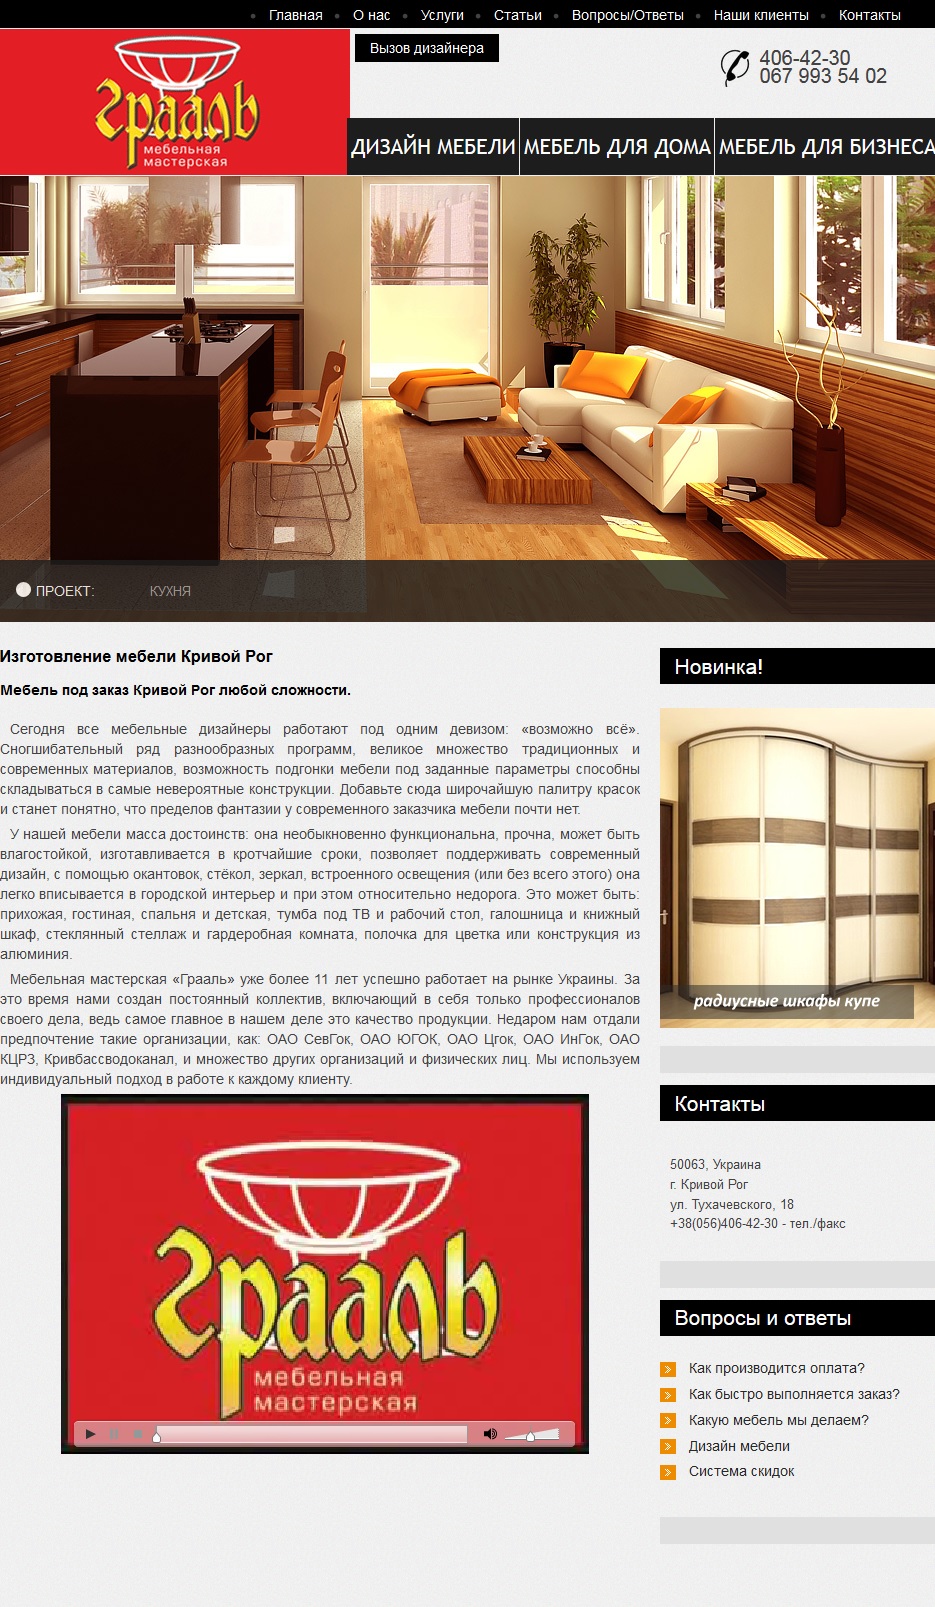 Главная О нас Услуги Статьи Вопросы/Ответы Наши клиенты Контакты
Вызов дизайнера
406-42-30
067 993 54 02
Грааль
мебельная
мастерская
ДИЗАЙН МЕБЕЛИ МЕБЕЛЬ ДЛЯ ДОМА МЕБЕЛЬ ДЛЯ БИЗНЕСА
ПРОЕКТ: КУХНЯ
Изготовление мебели Кривой Рог
Мебель под заказ Кривой Рог любой сложности.
Сегодня все мебельные дизайнеры работают под одним девизом: «возможно всё».
Сногшибательный ряд разнообразных программ, великое множество традиционных и
современных материалов, возможность подгонки мебели под заданные параметры способны
складываться в самые невероятные конструкции. Добавьте сюда широчайшую палитру красок
и станет понятно, что пределов фантазии у современного заказчика мебели почти нет.
У нашей мебели масса достоинств: она необыкновенно функциональна, прочна, может быть
влагостойкой, изготавливается в кротчайшие сроки, позволяет поддерживать современный
дизайн, с помощью окантовок, стёкол, зеркал, встроенного освещения (или без всего этого) она
легко вписывается в городской интерьер и при этом относительно недорога. Это может быть:
прихожая, гостиная, спальня и детская, тумба под ТВ и рабочий стол, галошница и книжный
шкаф, стеклянный стеллаж и гардеробная комната, полочка для цветка или конструкция из
алюминия.
Мебельная мастерская «Грааль» уже более 11 лет успешно работает на рынке Украины. За
это время нами создан постоянный коллектив, включающий в себя только профессионалов
своего дела, ведь самое главное в нашем деле это качество продукции. Недаром нам отдали
предпочтение такие организации, как: ОАО СевГок, ОАО ЮГОК, ОАО Цгок, ОАО ИнГок, ОАО
КЦРЗ, Кривбассводоканал, и множество других организаций и физических лиц. Мы используем
индивидуальный подход в работе к каждому клиенту.
Грааль
мебельная
мастерская
Новинка!
радиусные шкафы купе
Контакты
50063, Украина
г. Кривой Рог
ул. Тухачевского, 18
+38(056)406-42-30 - тел./факс
Вопросы и ответы
Как производится оплата?
Как быстро выполняется заказ?
Какую мебель мы делаем?
Дизайн мебели
Система скидок